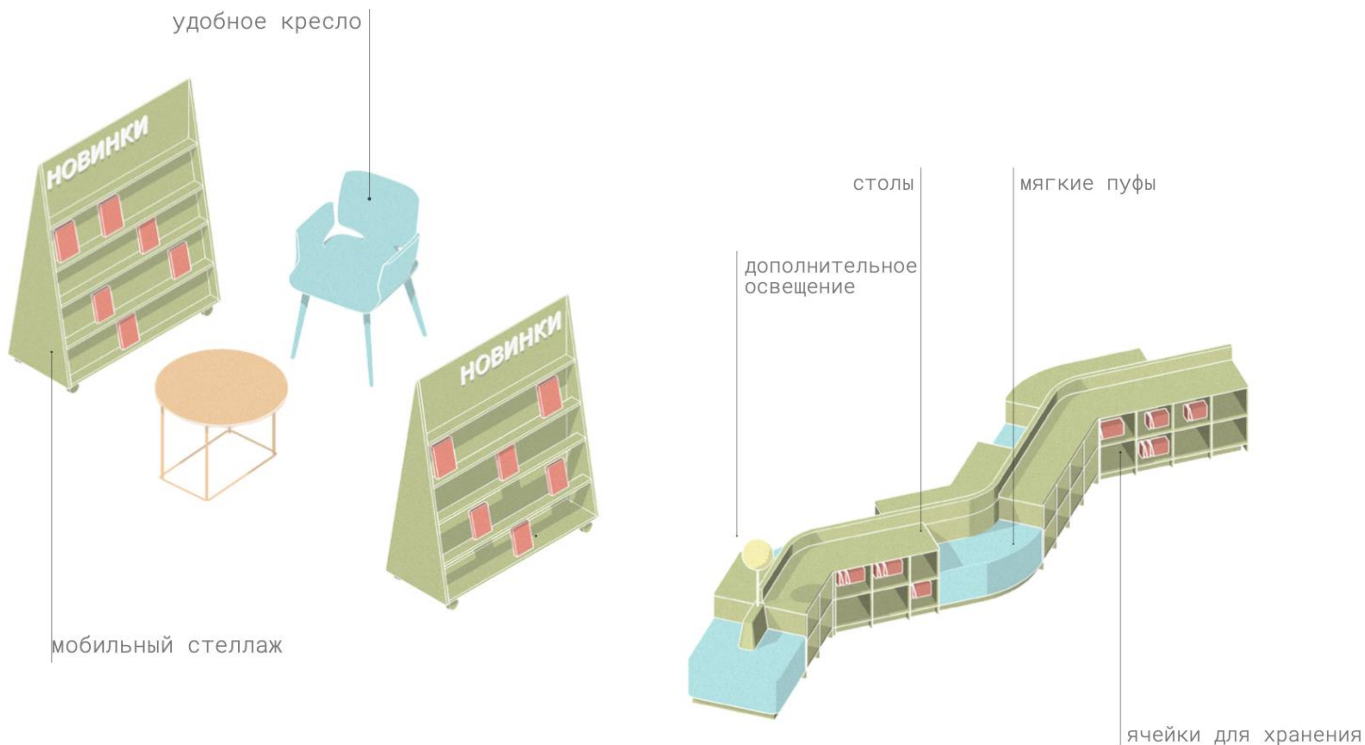 удобное кресло
НОВИНКИ
НОВИНКИ
мобильный стеллаж
столы
мягкие пуфы
дополнительное
освещение
ячейки для хранения